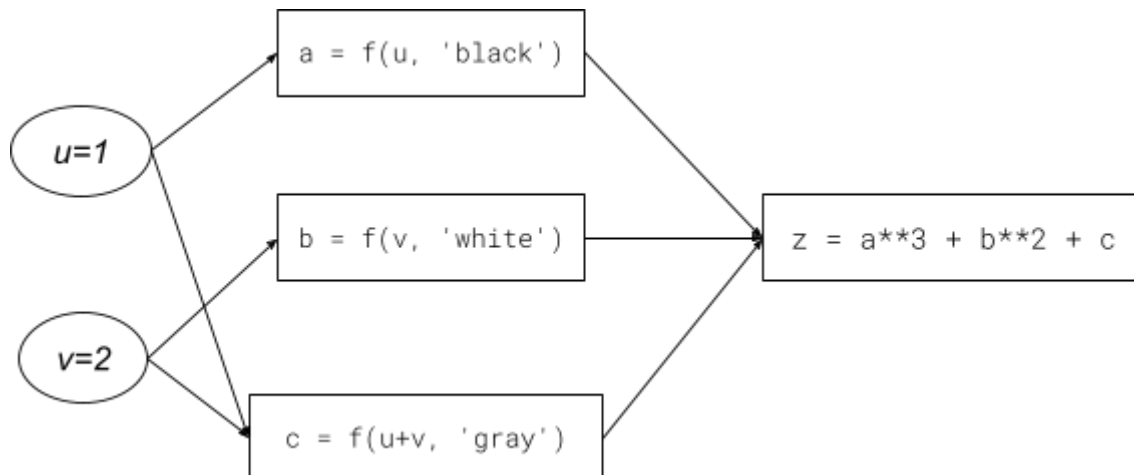 a = f(u, 'black')
u=1
b = f(v, 'white')
z = a**3 + b**2 + c
v=2
c = f(u+v, 'gray')